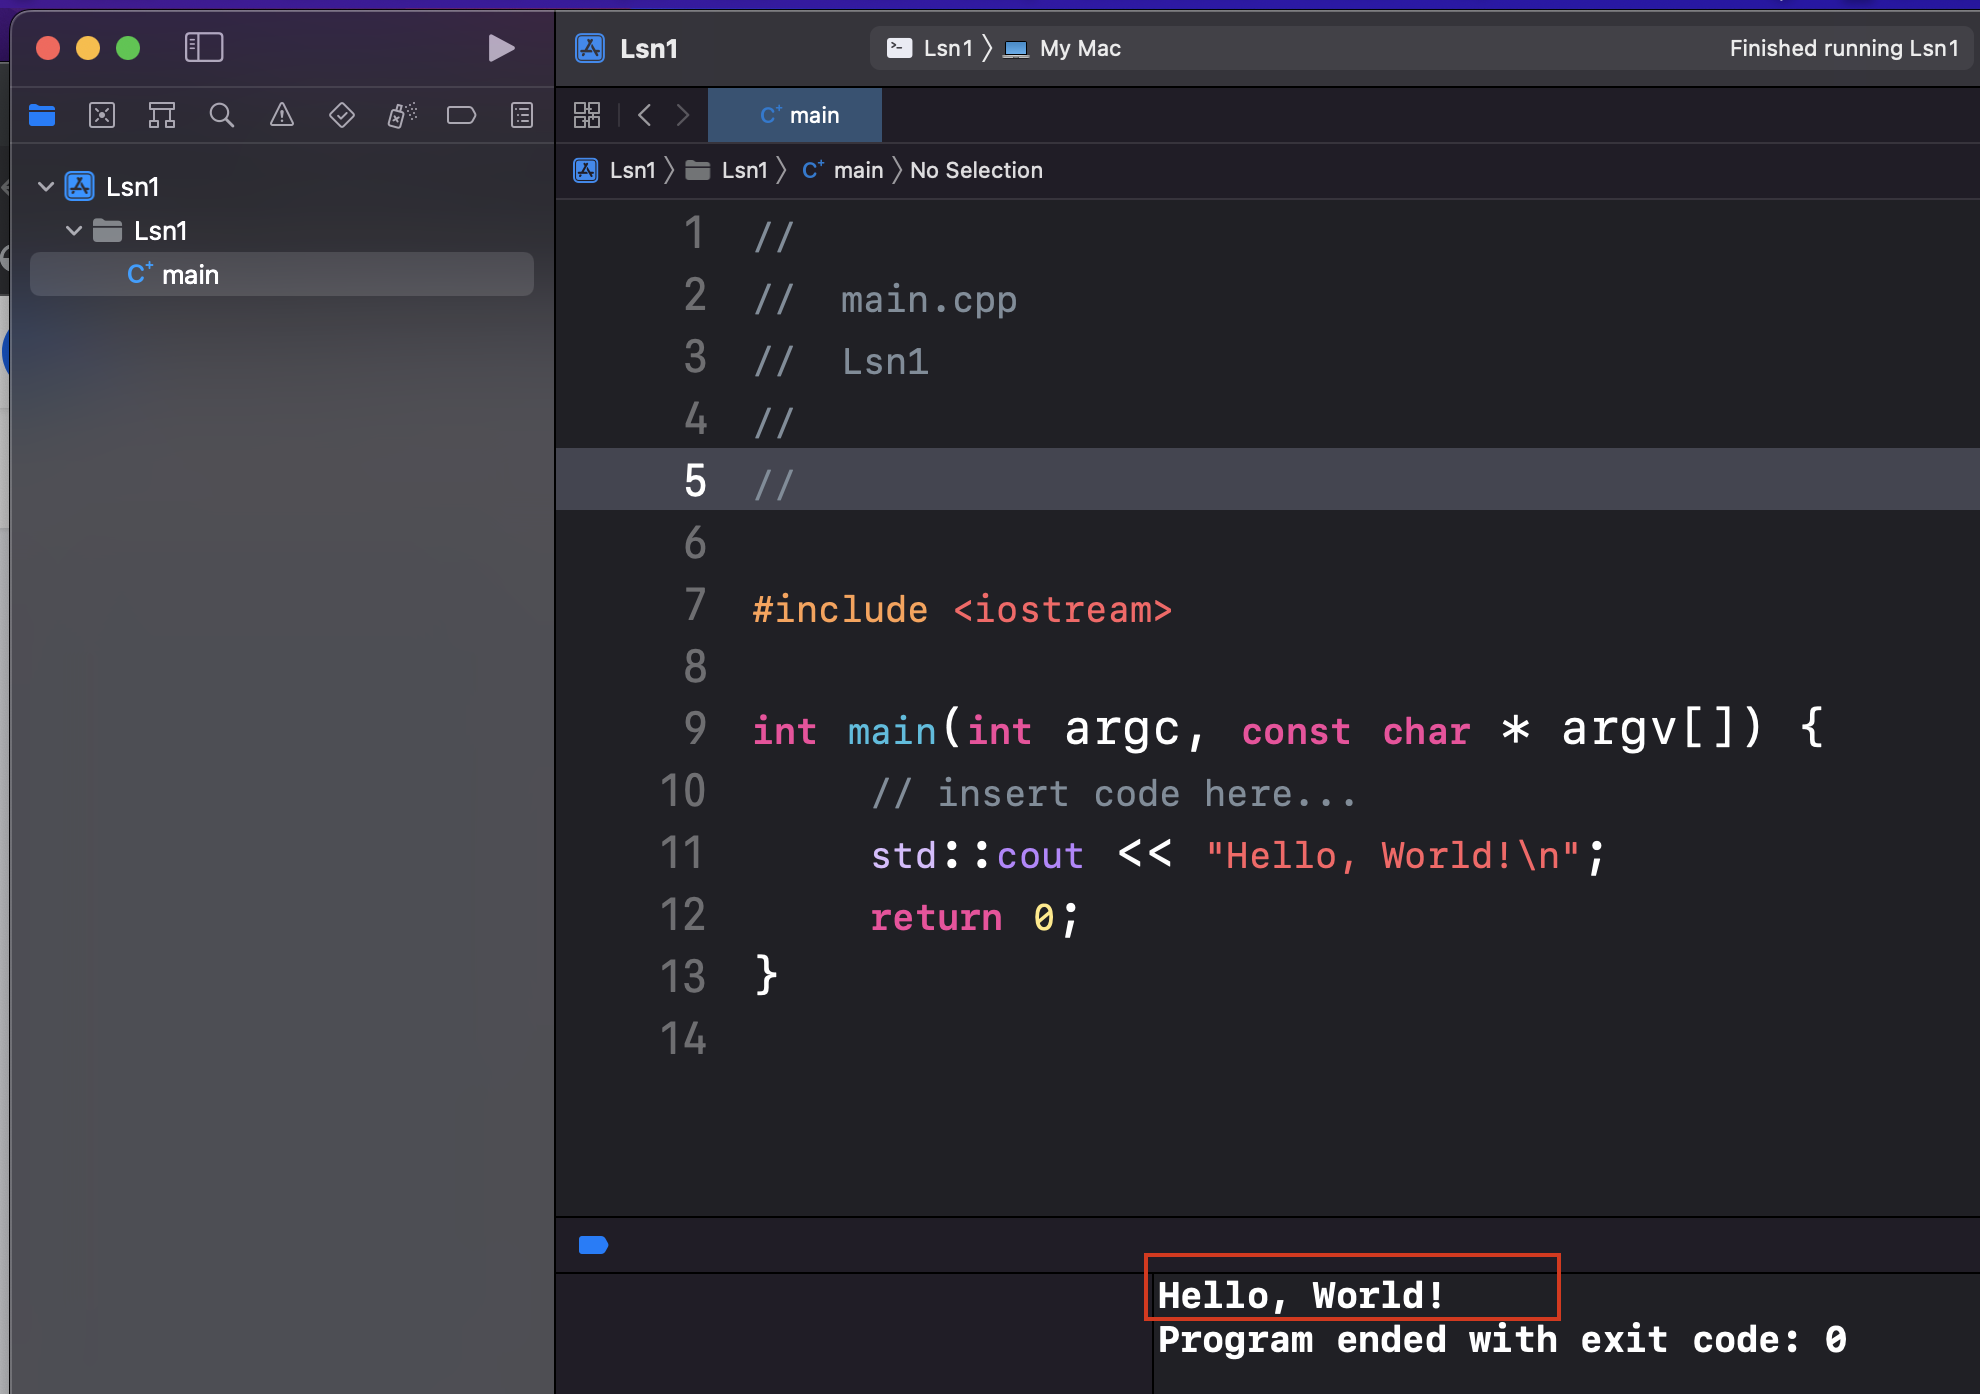 Lsn1
Lsn1 〉 My Mac
Finished running Lsn1
main
Lsn1 〉 Lsn1 〉 main 〉 No Selection
Lsn1
Lsn1
main
1 //
2 //  main.cpp
3 //  Lsn1
4 //
5 //
6
7 #include <iostream>
8
9 int main(int argc, const char * argv[]) {
10     // insert code here...
11     std::cout << "Hello, World!\n";
12     return 0;
13 }
14
Hello, World!
Program ended with exit code: 0